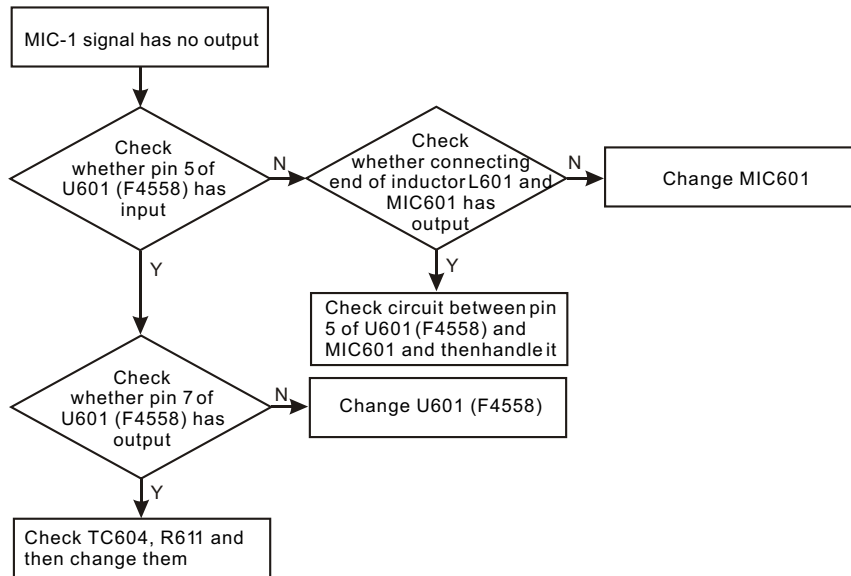 MIC-1 signal has no output
Check
whether pin 5 of
U601 (F4558) has
input
N
Check
whether connecting
end of inductor L601 and
MIC601 has
output
N
Change MIC601
Y
Y
Check circuit between pin
5 of U601 (F4558) and
MIC601 and thenhandle it
Check
whether pin 7 of
U601 (F4558) has
output
N
Change U601 (F4558)
Y
Check TC604, R611 and
then change them